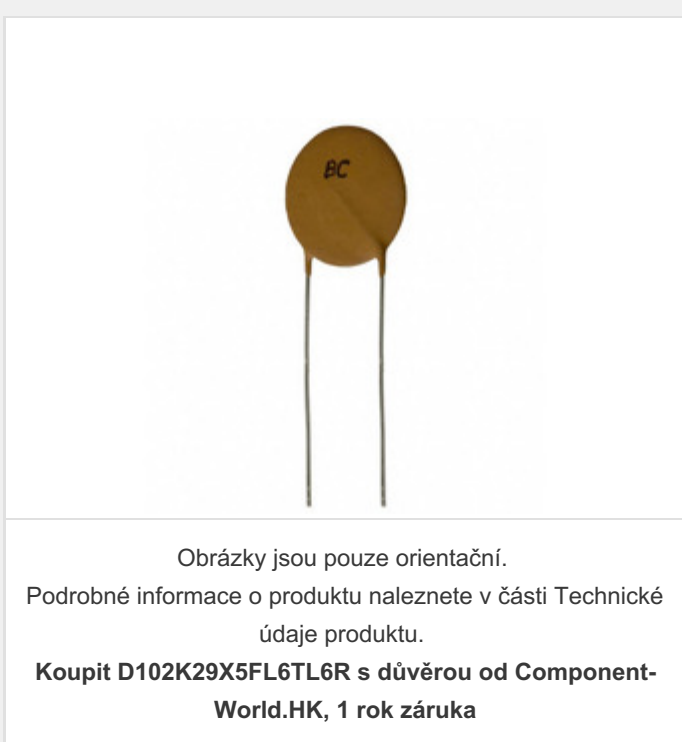 BC
Obrázky jsou pouze orientační.
Podrobné informace o produktu naleznete v části Technické
údaje produktu.
Koupit D102K29X5FL6TL6R s důvěrou od Component-
World.HK, 1 rok záruka